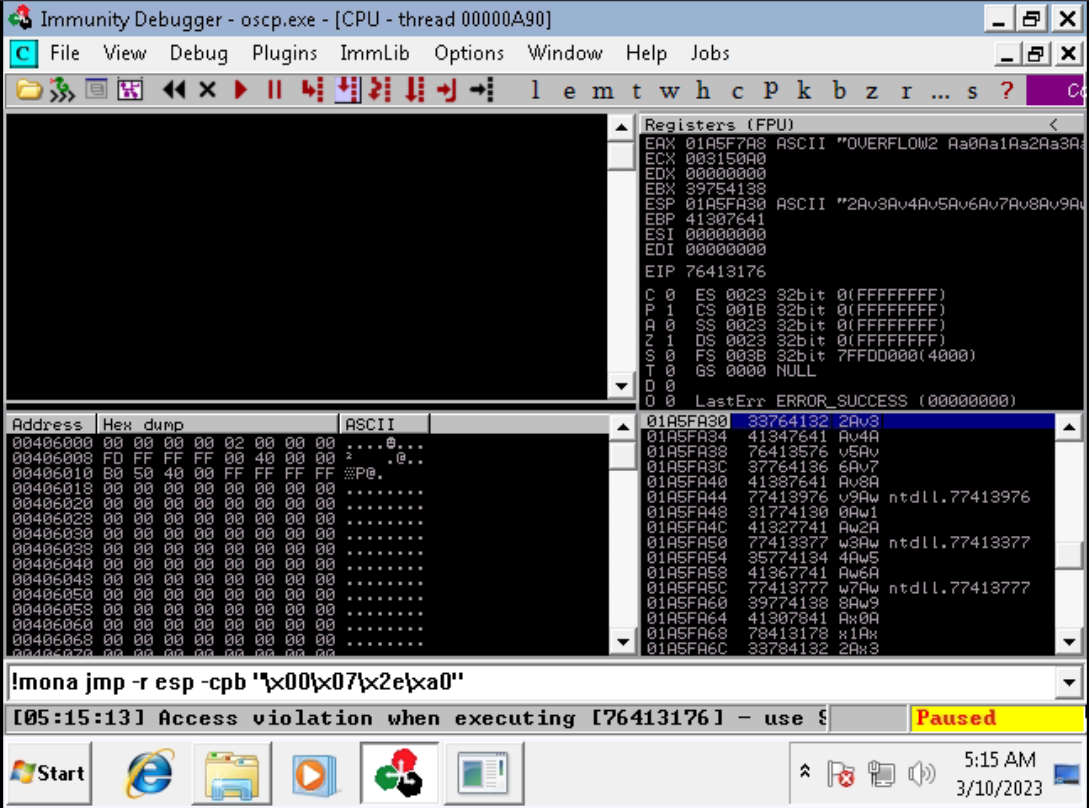 Immunity Debugger - oscp.exe - [CPU - thread 00000A90]
C File View Debug Plugins ImmLib Options Window Help Jobs
l e m t w h c P k b z r ... s ?
Registers (FPU) <
EAX 01A5F7A8 ASCII "OVERFLOW2 Aa0Aa1Aa2Aa3Aa
ECX 003150A0
EDX 00000000
EBX 39754138
ESP 01A5FA30 ASCII "2Av3Av4Av5Av6Av7Av8Av9Aw
EBP 41307641
ESI 00000000
EDI 00000000
EIP 76413176
C 0 ES 0023 32bit 0(FFFFFFFF)
P 1 CS 001B 32bit 0(FFFFFFFF)
A 0 SS 0023 32bit 0(FFFFFFFF)
Z 1 DS 0023 32bit 0(FFFFFFFF)
S 0 FS 003B 32bit 7FFDD000(4000)
T 0 GS 0000 NULL
D 0
O 0 LastErr ERROR_SUCCESS (00000000)
Address Hex dump ASCII
00406000 00 00 00 00 02 00 00 00 ....☻...
00406008 FD FF FF FF 00 40 00 00 ² .@..
00406010 B0 50 40 00 FF FF FF FF ░P@.
00406018 00 00 00 00 00 00 00 00 ........
00406020 00 00 00 00 00 00 00 00 ........
00406028 00 00 00 00 00 00 00 00 ........
00406030 00 00 00 00 00 00 00 00 ........
00406038 00 00 00 00 00 00 00 00 ........
00406040 00 00 00 00 00 00 00 00 ........
00406048 00 00 00 00 00 00 00 00 ........
00406050 00 00 00 00 00 00 00 00 ........
00406058 00 00 00 00 00 00 00 00 ........
00406060 00 00 00 00 00 00 00 00 ........
00406068 00 00 00 00 00 00 00 00 ........
01A5FA30 33764132 2Av3
01A5FA34 41347641 Av4A
01A5FA38 76413576 v5Av
01A5FA3C 37764136 6Av7
01A5FA40 41387641 Av8A
01A5FA44 77413976 v9Aw ntdll.77413976
01A5FA48 31774130 0Aw1
01A5FA4C 41327741 Aw2A
01A5FA50 77413377 w3Aw ntdll.77413377
01A5FA54 35774134 4Aw5
01A5FA58 41367741 Aw6A
01A5FA5C 77413777 w7Aw ntdll.77413777
01A5FA60 39774138 8Aw9
01A5FA64 41307841 Ax0A
01A5FA68 78413178 x1Ax
01A5FA6C 33784132 2Ax3
!mona jmp -r esp -cpb "\x00\x07\x2e\xa0"
[05:15:13] Access violation when executing [76413176] - use
Paused
Start
5:15 AM
3/10/2023